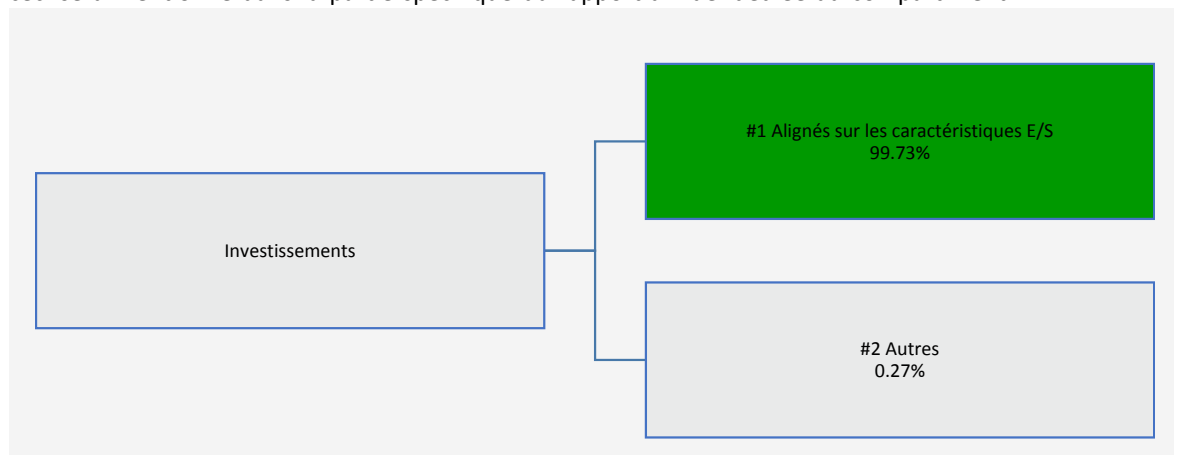 #1 Alignés sur les caractéristiques E/S
99.73%
Investissements
#2 Autres
0.27%